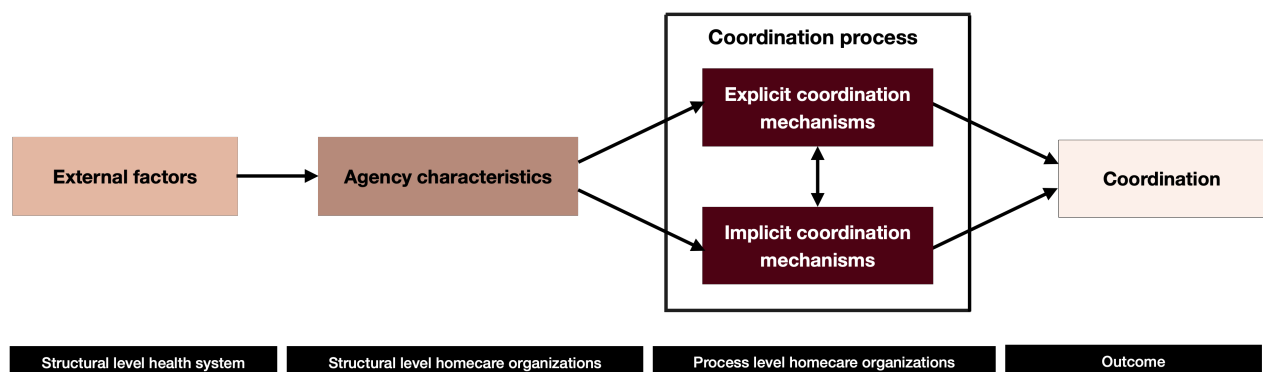 Coordination process
Explicit coordination
mechanisms
External factors
Agency characteristics
Coordination
Implicit coordination
mechanisms
Structural level health system
Structural level homecare organizations
Process level homecare organizations
Outcome